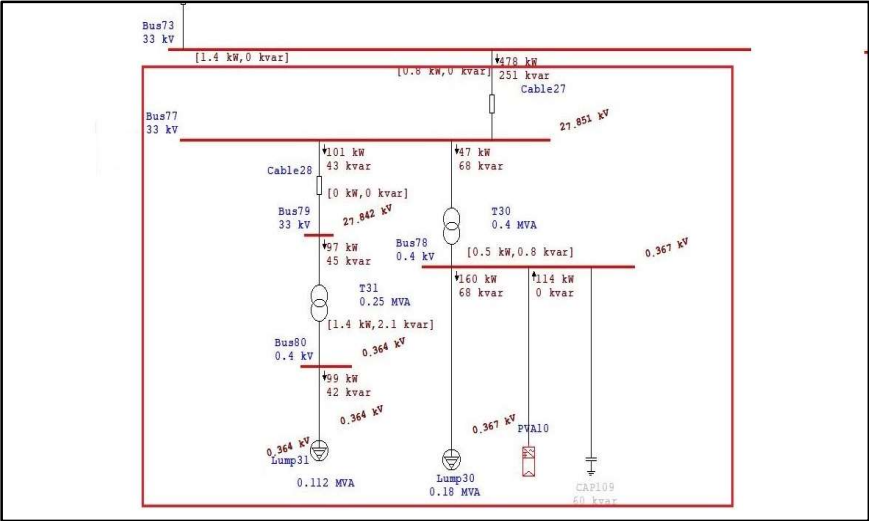 Bus73
33 kV
[1.4 kW,0 kvar]
478 kW
[0.8 kW,0 kvar]
251 kvar
Cable27
Bus77
33 kV
27.851 kV
101 kW
43 kvar
47 kW
68 kvar
Cable28
[0 kW,0 kvar]
Bus79
33 kV
27.842 kV
T30
0.4 MVA
97 kW
45 kvar
Bus78
0.4 kV
[0.5 kW,0.8 kvar]
0.367 kV
160 kW
68 kvar
114 kW
0 kvar
T31
0.25 MVA
[1.4 kW,2.1 kvar]
Bus80
0.4 kV
0.364 kV
99 kW
42 kvar
0.364 kV
0.364 kV
Lump31
0.112 MVA
0.367 kV
PVA10
Lump30
0.18 MVA
CAP109
60 kvar